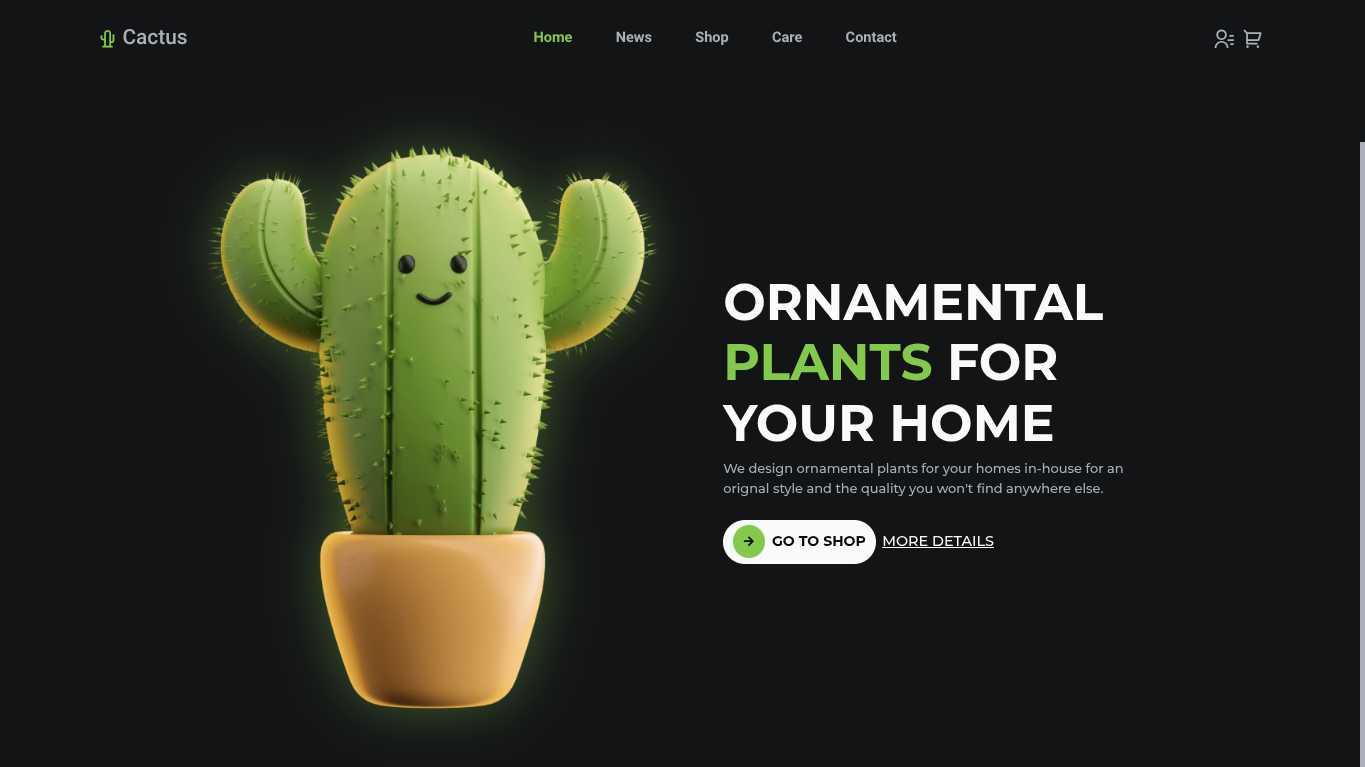 Cactus
Home
News
Shop
Care
Contact
ORNAMENTAL
PLANTS FOR
YOUR HOME
We design ornamental plants for your homes in-house for an
orignal style and the quality you won't find anywhere else.
GO TO SHOP
MORE DETAILS